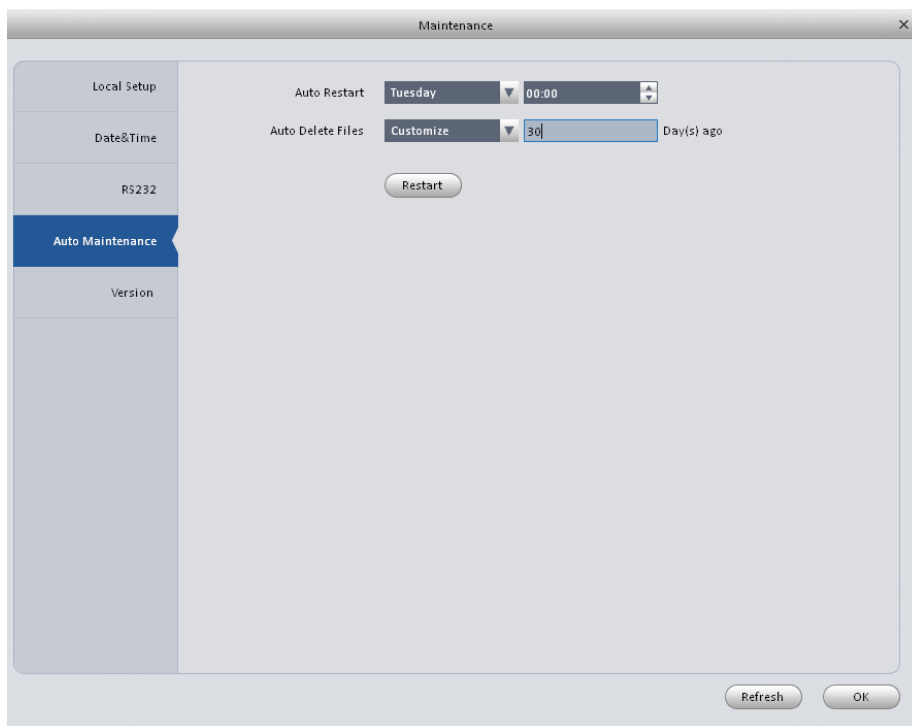 Maintenance
Local Setup
Date&Time
RS232
Auto Maintenance
Version
Auto Restart Tuesday 00:00
Auto Delete Files Customize 30 Day(s) ago
Restart
Refresh OK